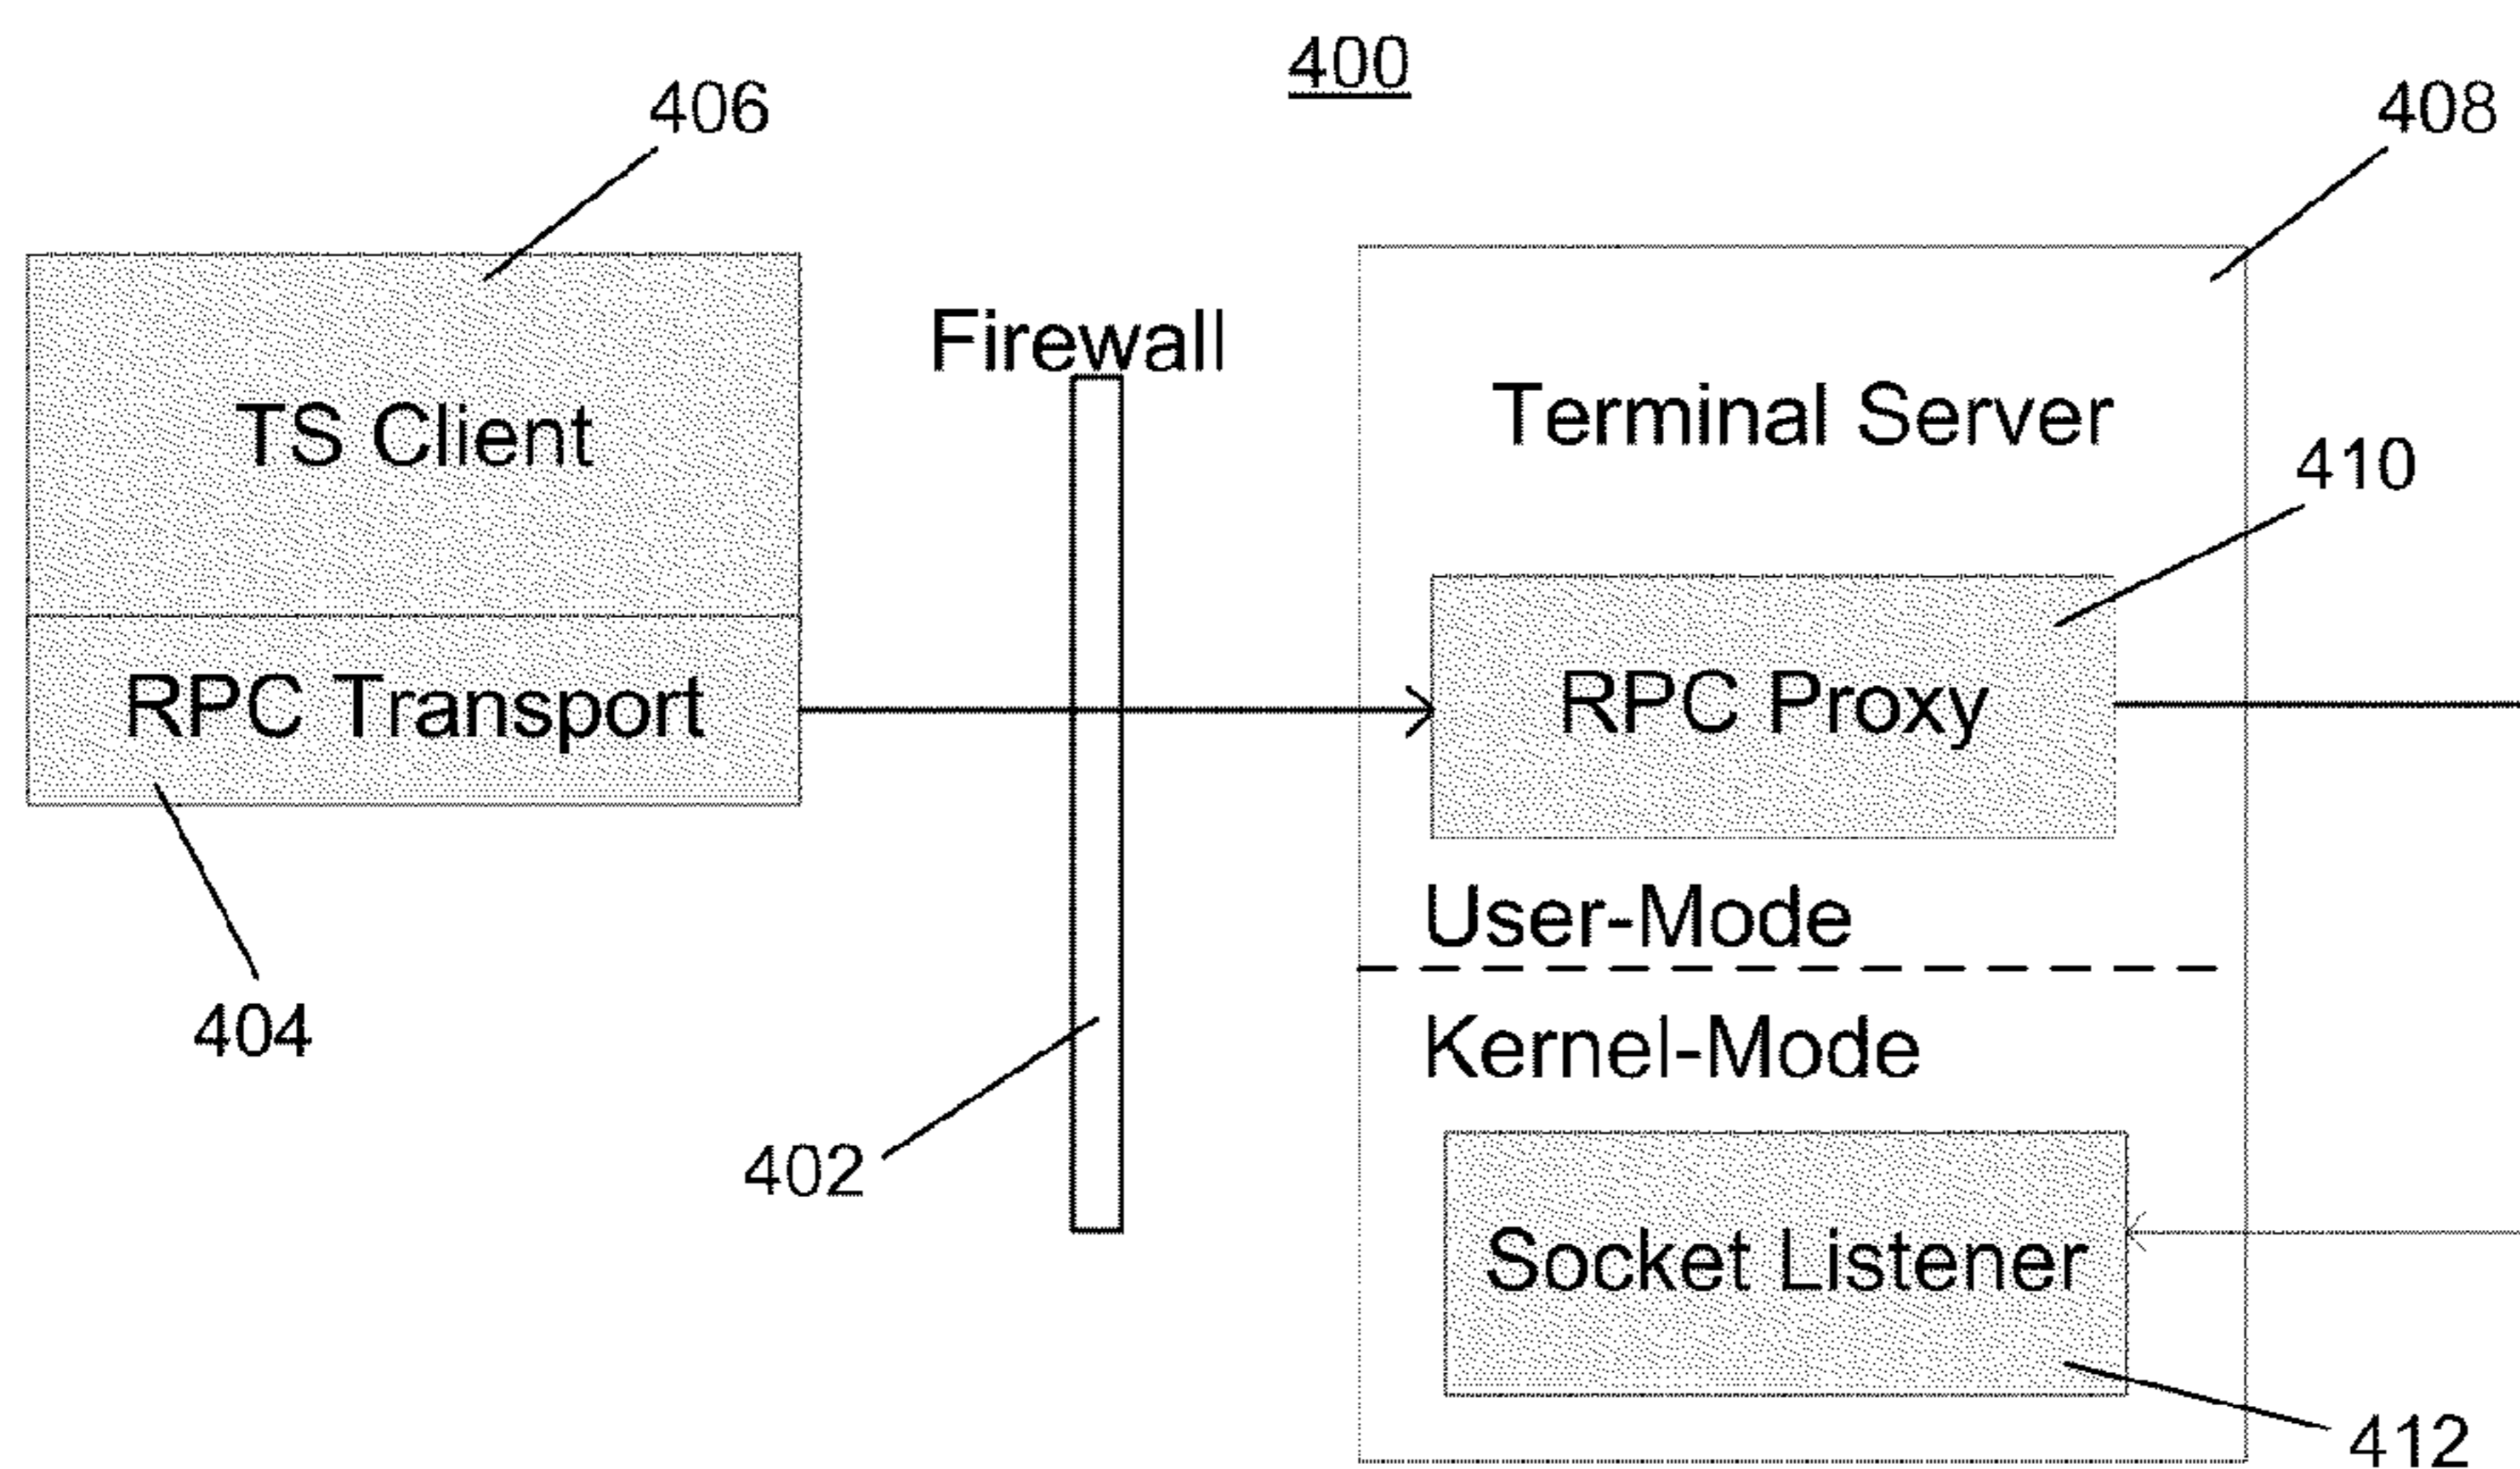 400
406
408
Firewall
TS Client
Terminal Server
410
RPC Transport
RPC Proxy
User-Mode
404
Kernel-Mode
402
Socket Listener
412